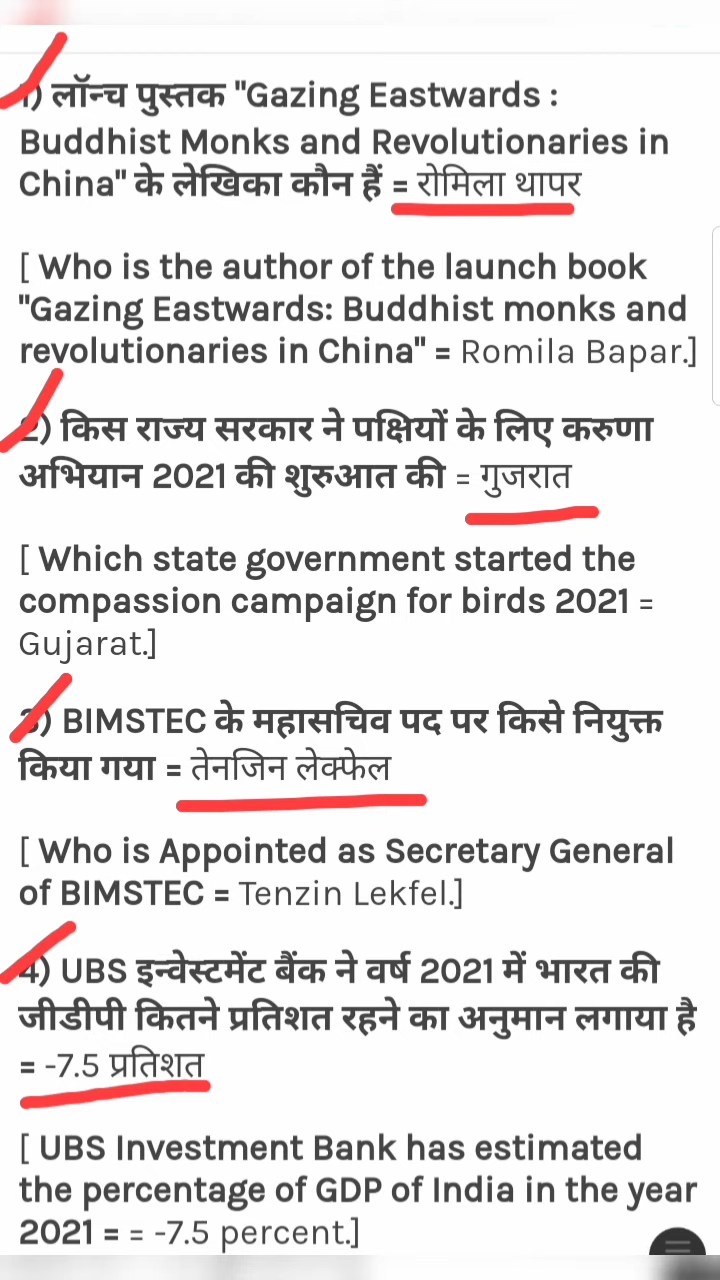 1) लॉन्च पुस्तक "Gazing Eastwards :
Buddhist Monks and Revolutionaries in
China" के लेखिका कौन हैं = रोमिला थापर
[ Who is the author of the launch book
"Gazing Eastwards: Buddhist monks and
revolutionaries in China" = Romila Bapar.]
2) किस राज्य सरकार ने पक्षियों के लिए करुणा
अभियान 2021 की शुरुआत की = गुजरात
[ Which state government started the
compassion campaign for birds 2021 =
Gujarat.]
3) BIMSTEC के महासचिव पद पर किसे नियुक्त
किया गया = तेनजिन लेक्फेल
[ Who is Appointed as Secretary General
of BIMSTEC = Tenzin Lekfel.]
4) UBS इन्वेस्टमेंट बैंक ने वर्ष 2021 में भारत की
जीडीपी कितने प्रतिशत रहने का अनुमान लगाया है
= -7.5 प्रतिशत
[ UBS Investment Bank has estimated
the percentage of GDP of India in the year
2021 = = -7.5 percent.]